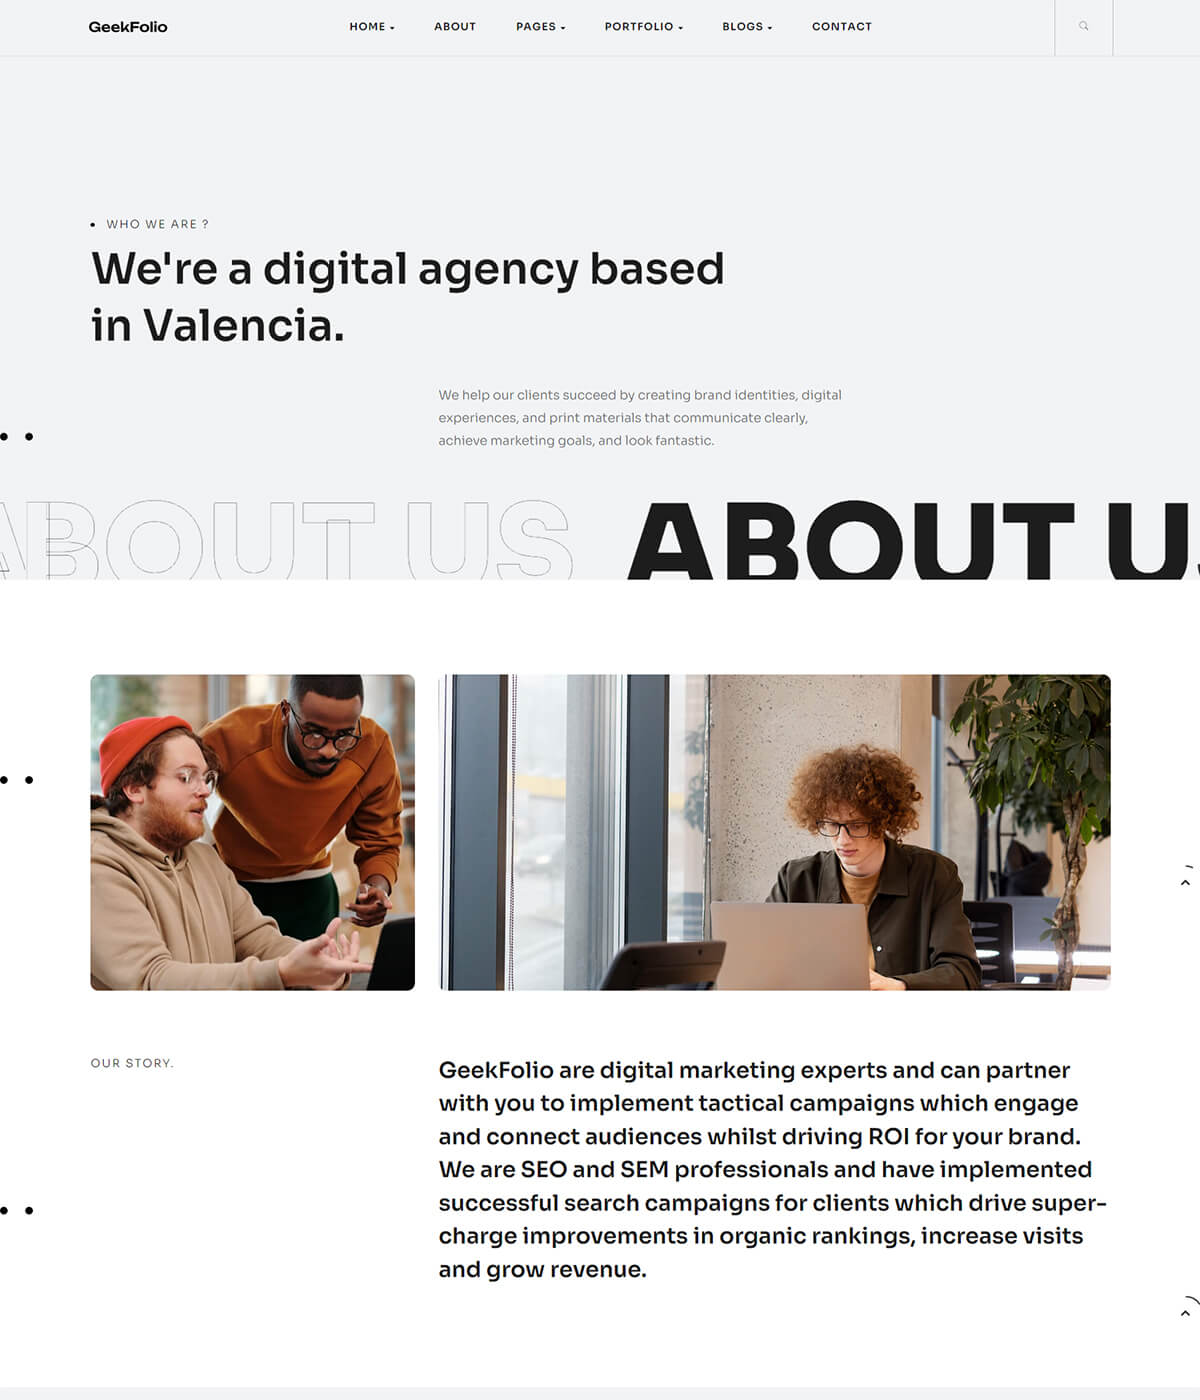 GeekFolio
HOME
ABOUT
PAGES
PORTFOLIO
BLOGS
CONTACT
WHO WE ARE ?
We're a digital agency based
in Valencia.
We help our clients succeed by creating brand identities, digital
experiences, and print materials that communicate clearly,
achieve marketing goals, and look fantastic.
ABOUT US ABOUT US
OUR STORY.
GeekFolio are digital marketing experts and can partner
with you to implement tactical campaigns which engage
and connect audiences whilst driving ROI for your brand.
We are SEO and SEM professionals and have implemented
successful search campaigns for clients which drive super-
charge improvements in organic rankings, increase visits
and grow revenue.